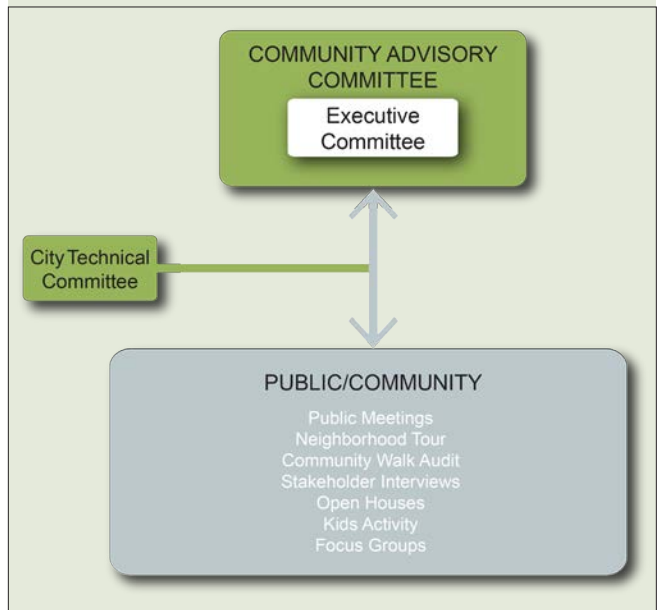 COMMUNITY ADVISORY
COMMITTEE
Executive
Committee
City Technical
Committee
PUBLIC/COMMUNITY
Public Meetings
Neighborhood Tour
Community Walk Audit
Stakeholder Interviews
Open Houses
Kids Activity
Focus Groups